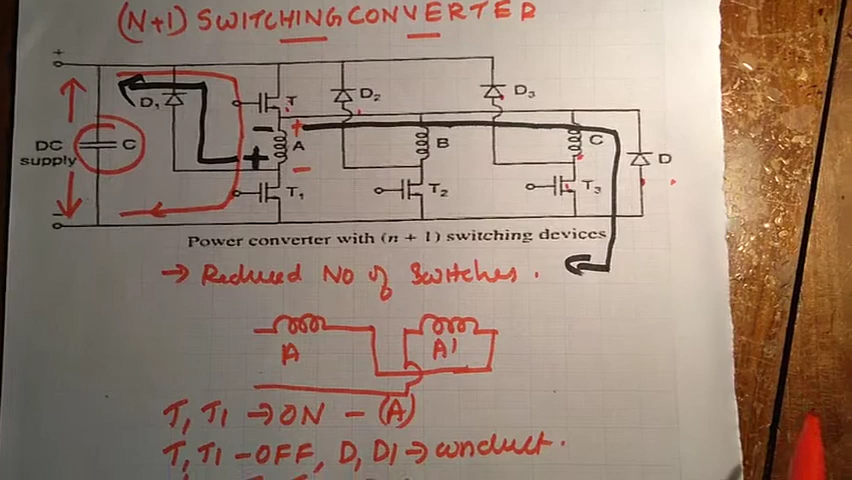 (N+1) SWITCHING CONVERTER
+
D1 T D2 D3
DC supply C - + A B C D
+ -
T1 T2 T3
-
Power converter with (n + 1) switching devices
→ Reduced No of Switches.
A A1
T, T1 → ON - (A)
T, T1 - OFF, D, D1 → conduct.